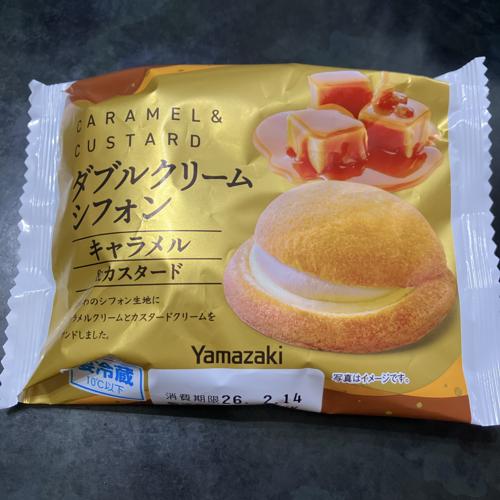 CARAMEL &
CUSTARD
ダブルクリーム
シフォン
キャラメル
&カスタード
わのシフォン生地に
ラメルクリームとカスタードクリームを
ンドしました。
Yamazaki
写真はイメージです。
要冷蔵
10℃以下
消費期限 26. 2.14